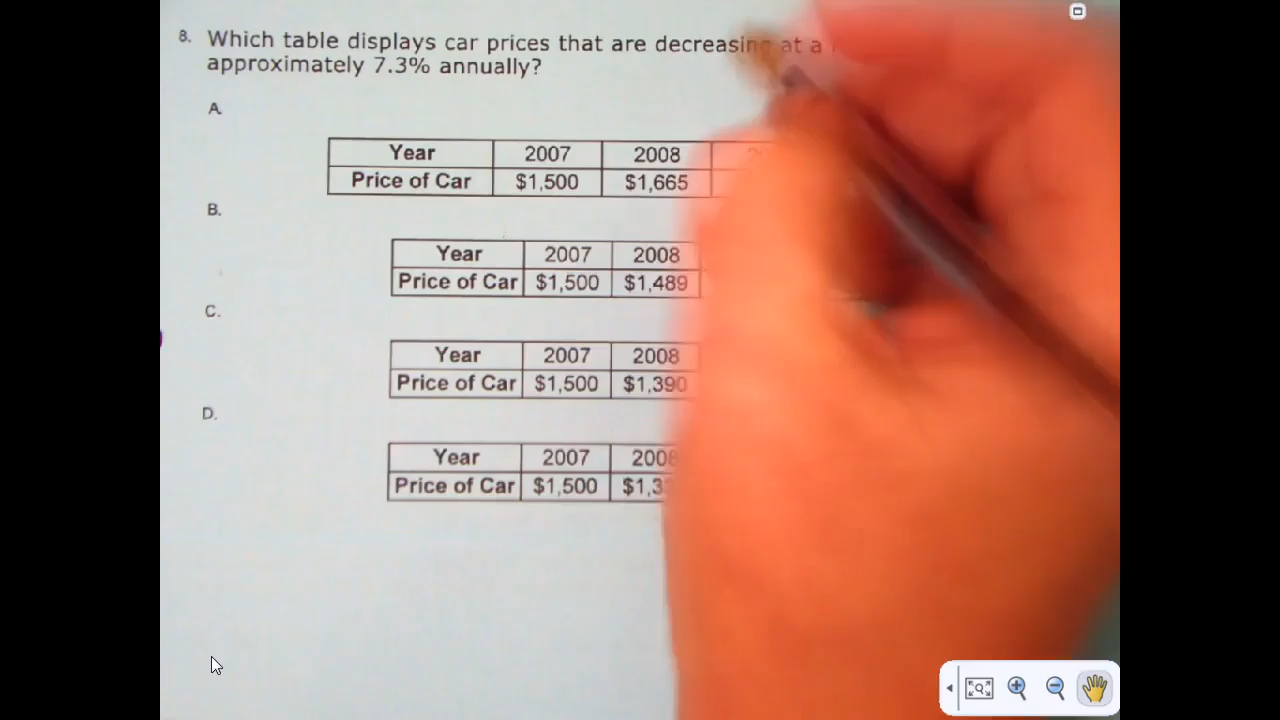 8. Which table displays car prices that are decreasing at a
approximately 7.3% annually?
A.
Year 2007 2008
Price of Car $1,500 $1,665
B.
Year 2007 2008
Price of Car $1,500 $1,489
C.
Year 2007 2008
Price of Car $1,500 $1,390
D.
Year 2007 2008
Price of Car $1,500